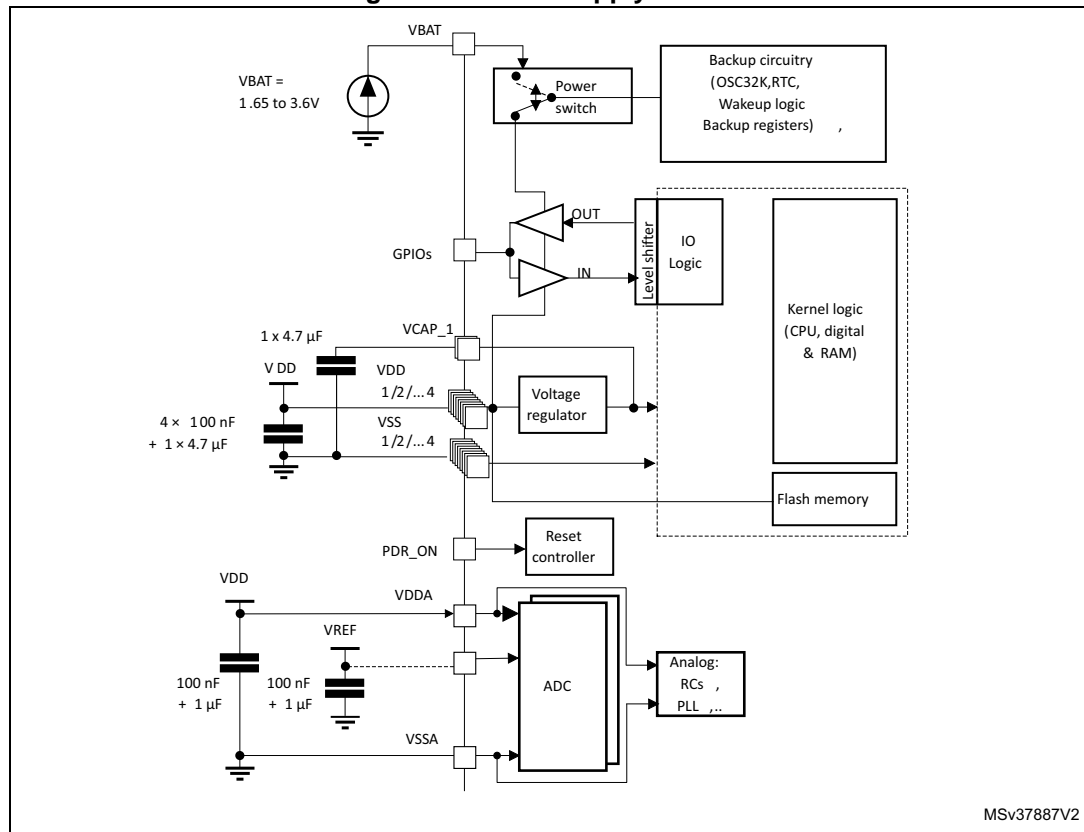 VBAT
VBAT =
1.65 to 3.6V
Power
switch
Backup circuitry
(OSC32K,RTC,
Wakeup logic
Backup registers) ,
OUT
IN
GPIOs
Level shifter
IO
Logic
Kernel logic
(CPU, digital
& RAM)
VCAP_1
1 x 4.7 µF
V DD
VDD
1/2/... 4
Voltage
regulator
VSS
1/2/... 4
4 × 100 nF
+ 1 × 4.7 µF
Flash memory
PDR_ON
Reset
controller
VDD
VDDA
VREF
100 nF
+ 1 µF
100 nF
+ 1 µF
ADC
Analog:
RCs ,
PLL ,..
VSSA
MSv37887V2